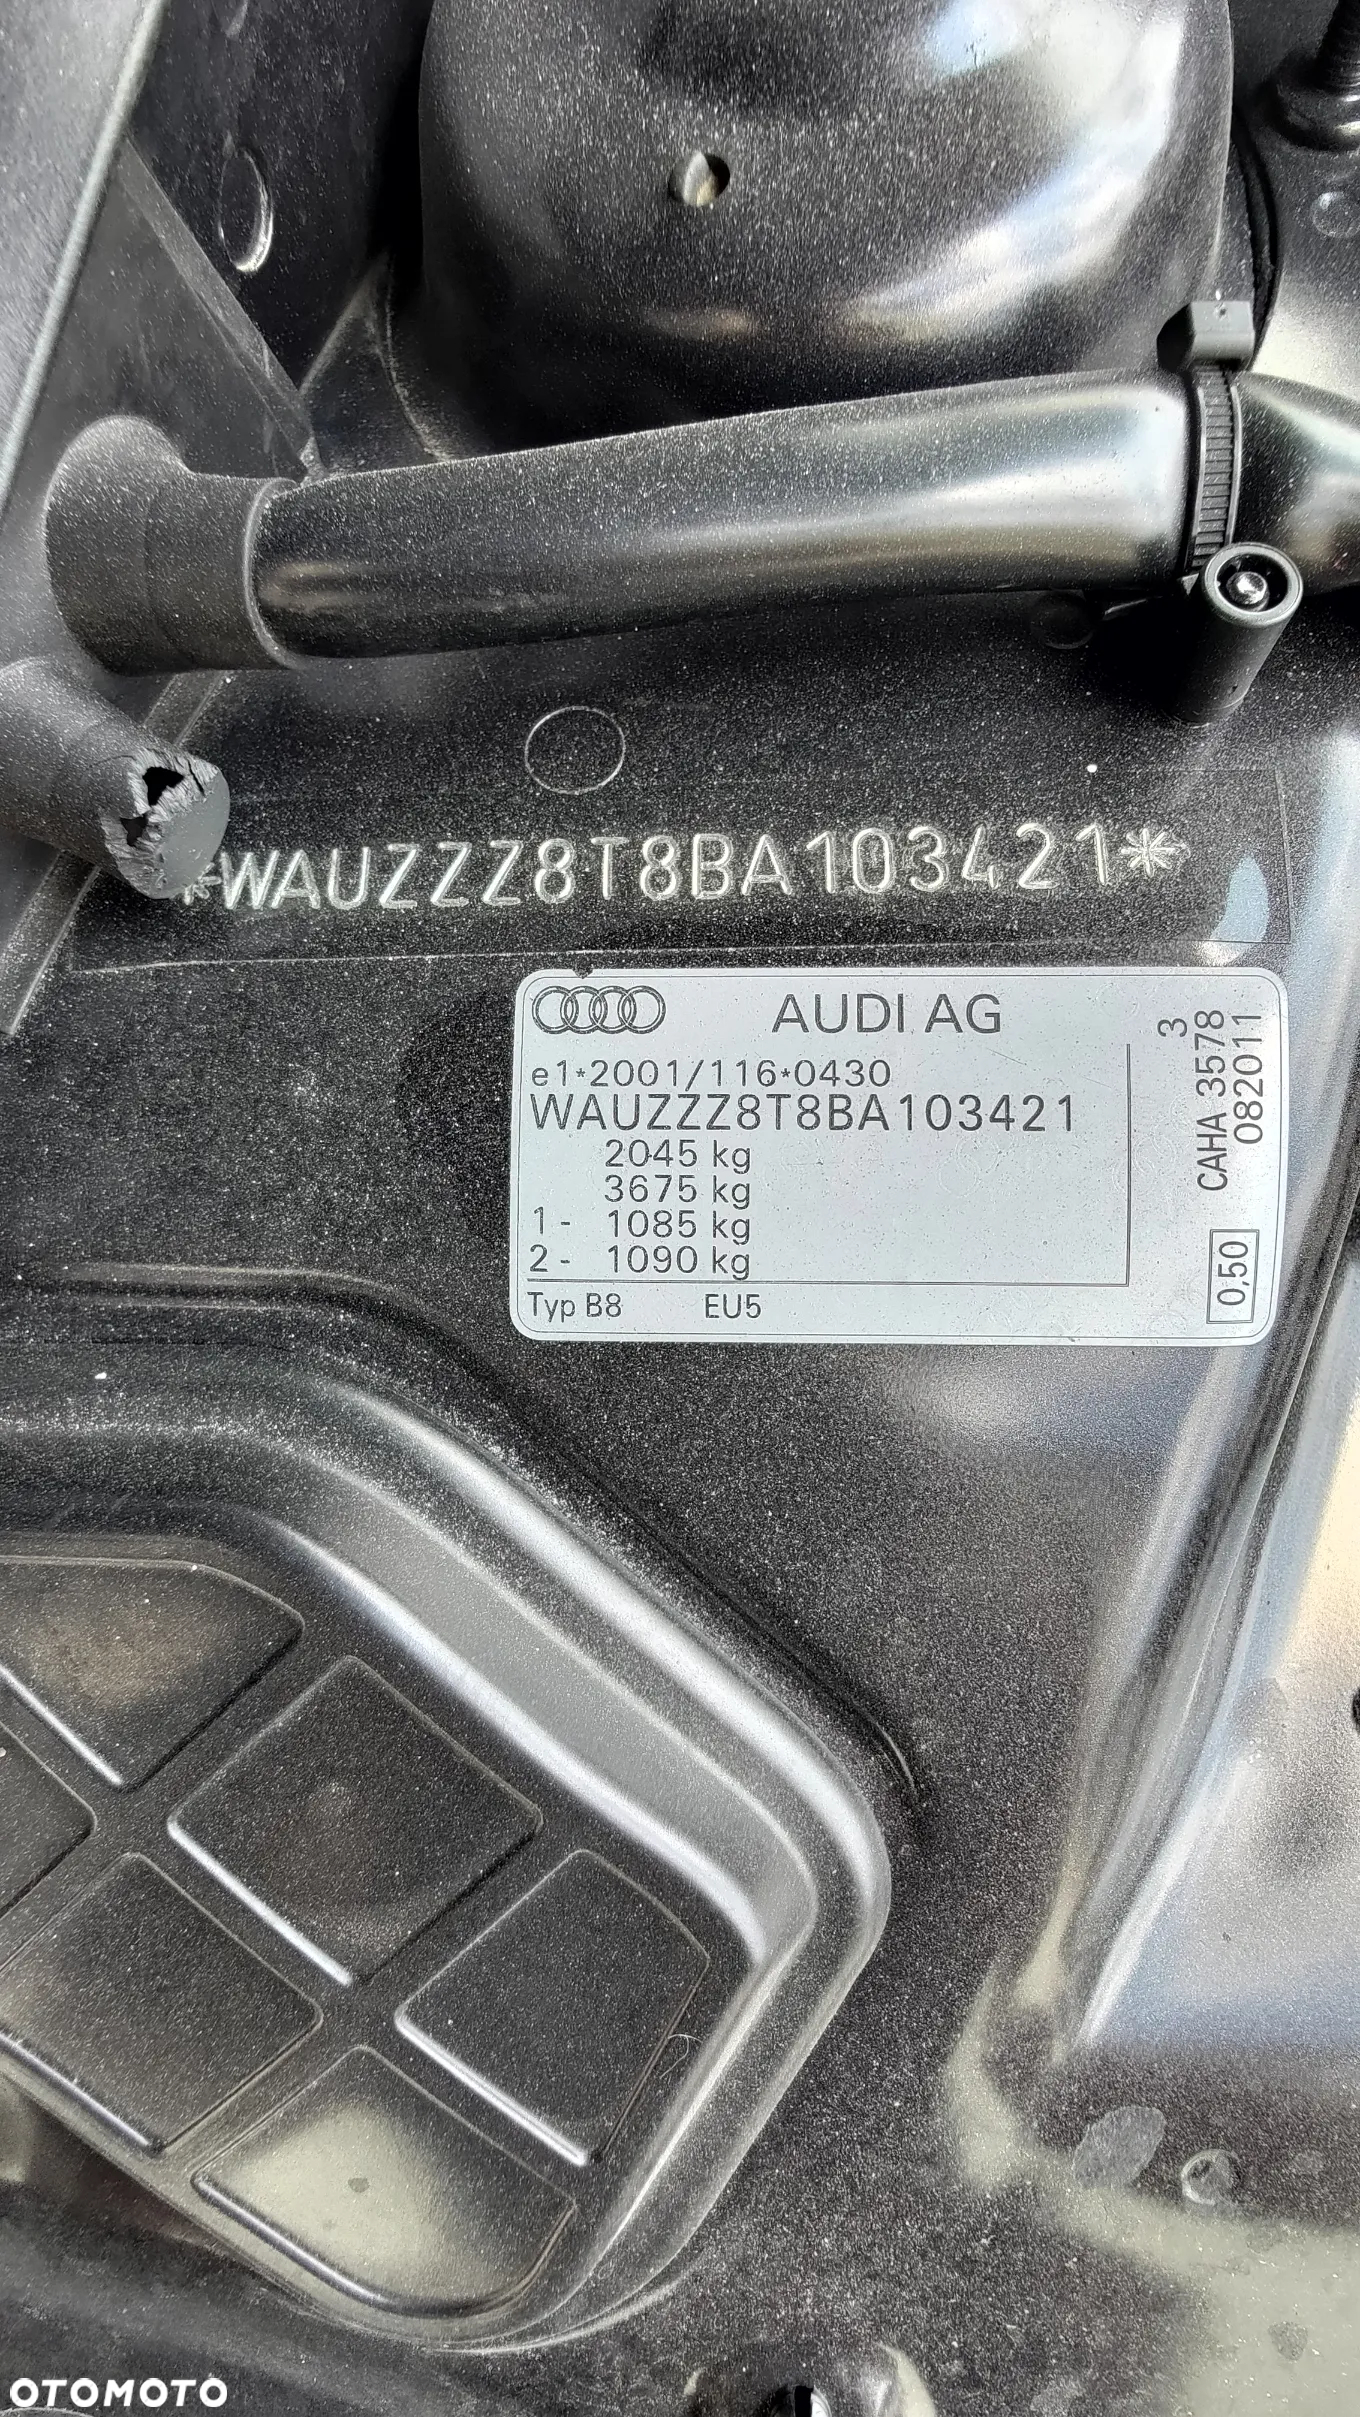 *WAUZZZ8T8BA103421*
AUDI AG
e1*2001/116*0430
WAUZZZ8T8BA103421
2045 kg
3675 kg
1 - 1085 kg
2 - 1090 kg
Typ B8 EU5
3
CAHA 3578
082011
0,50
OTOMOTO